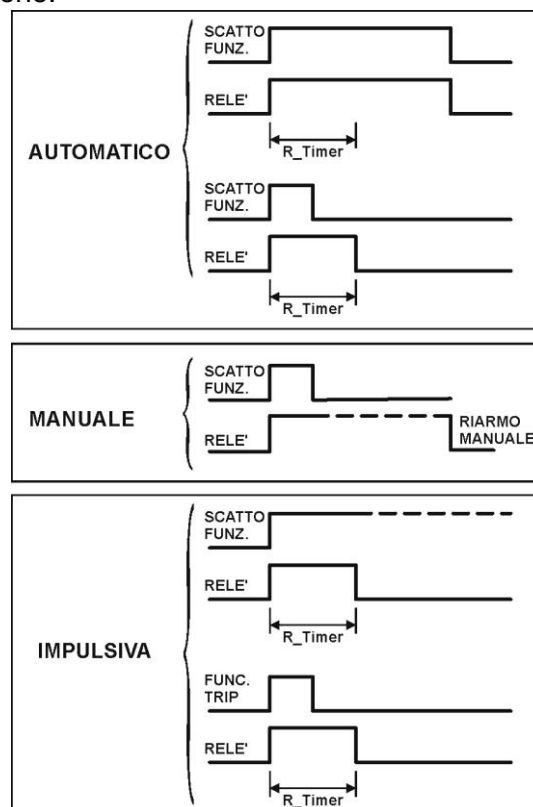 SCATTO
FUNZ.
RELE'
R_Timer
AUTOMATICO
SCATTO
FUNZ.
RELE'
R_Timer
SCATTO
FUNZ.
MANUALE
RELE'
RIARMO
MANUALE
SCATTO
FUNZ.
RELE'
R_Timer
IMPULSIVA
FUNC.
TRIP
RELE'
R_Timer